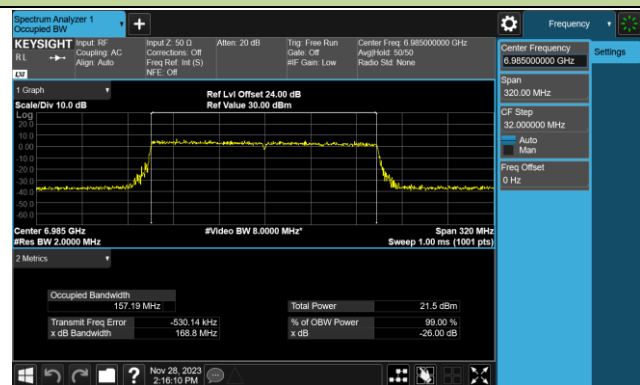 Spectrum Analyzer 1
Occupied BW
Frequency
KEYSIGHT
RL
LXI
Input: RF
Coupling: AC
Align: Auto
Input Z: 50 Ω
Corrections: Off
Freq Ref: Int (S)
NFE: Off
Atten: 20 dB
Trig: Free Run
Gate: Off
#IF Gain: Low
Center Freq: 6.985000000 GHz
Avg|Hold: 50/50
Radio Std: None
Center Frequency
6.985000000 GHz
Settings
Span
320.00 MHz
CF Step
32.000000 MHz
Auto
Man
Freq Offset
0 Hz
1 Graph
Scale/Div 10.0 dB
Ref Lvl Offset 24.00 dB
Ref Value 30.00 dBm
Log
20.0
10.0
0.00
-10.0
-20.0
-30.0
-40.0
-50.0
-60.0
Center 6.985 GHz
#Res BW 2.0000 MHz
#Video BW 8.0000 MHz*
Span 320 MHz
Sweep 1.00 ms (1001 pts)
2 Metrics
Occupied Bandwidth
157.19 MHz
Total Power 21.5 dBm
Transmit Freq Error -530.14 kHz
% of OBW Power 99.00 %
x dB Bandwidth 168.8 MHz
x dB -26.00 dB
?
Nov 28, 2023
2:16:10 PM